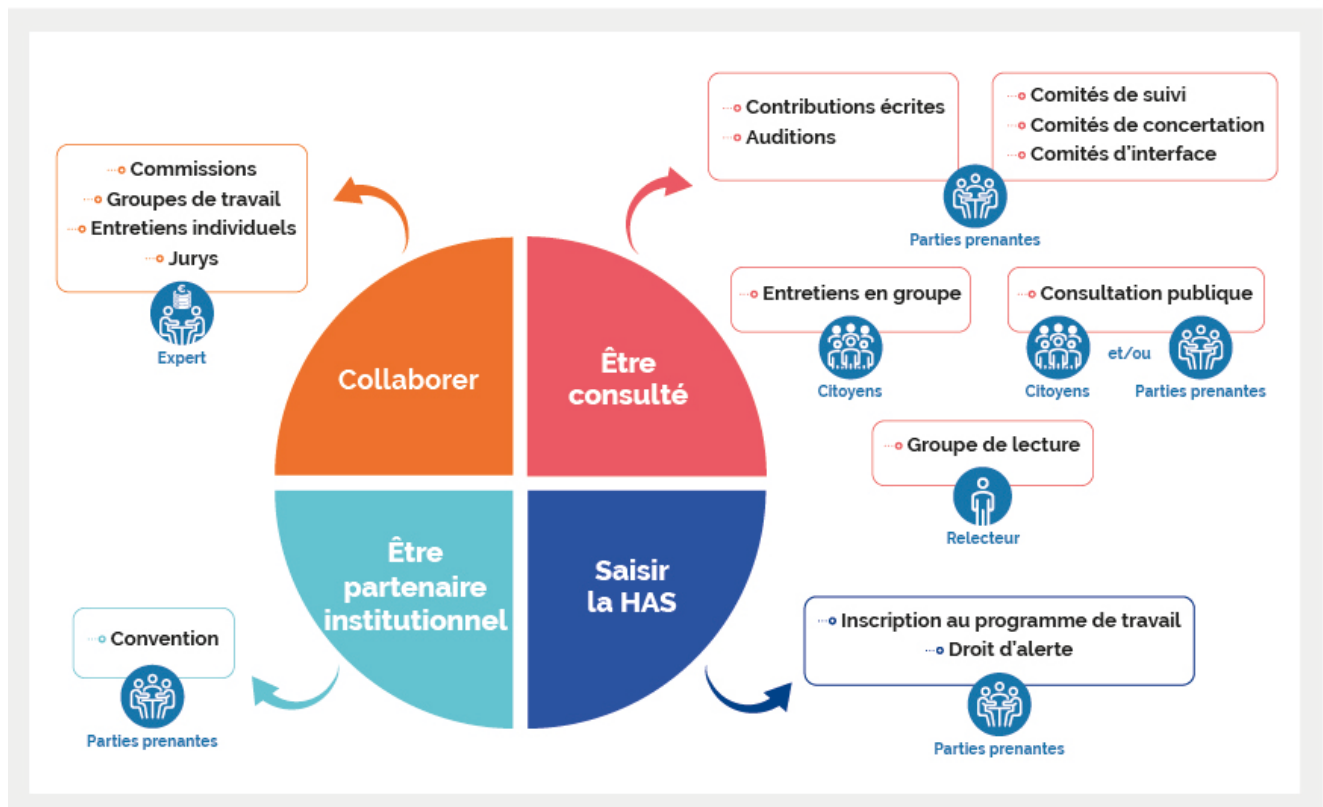 Commissions
Groupes de travail
Entretiens individuels
Jurys
Expert
Contributions écrites
Auditions
Comités de suivi
Comités de concertation
Comités d'interface
Parties prenantes
Entretiens en groupe
Citoyens
Consultation publique
Citoyens
et/ou
Parties prenantes
Groupe de lecture
Relecteur
Collaborer
Être
consulté
Être
partenaire
institutionnel
Saisir
la HAS
Convention
Parties prenantes
Inscription au programme de travail
Droit d'alerte
Parties prenantes